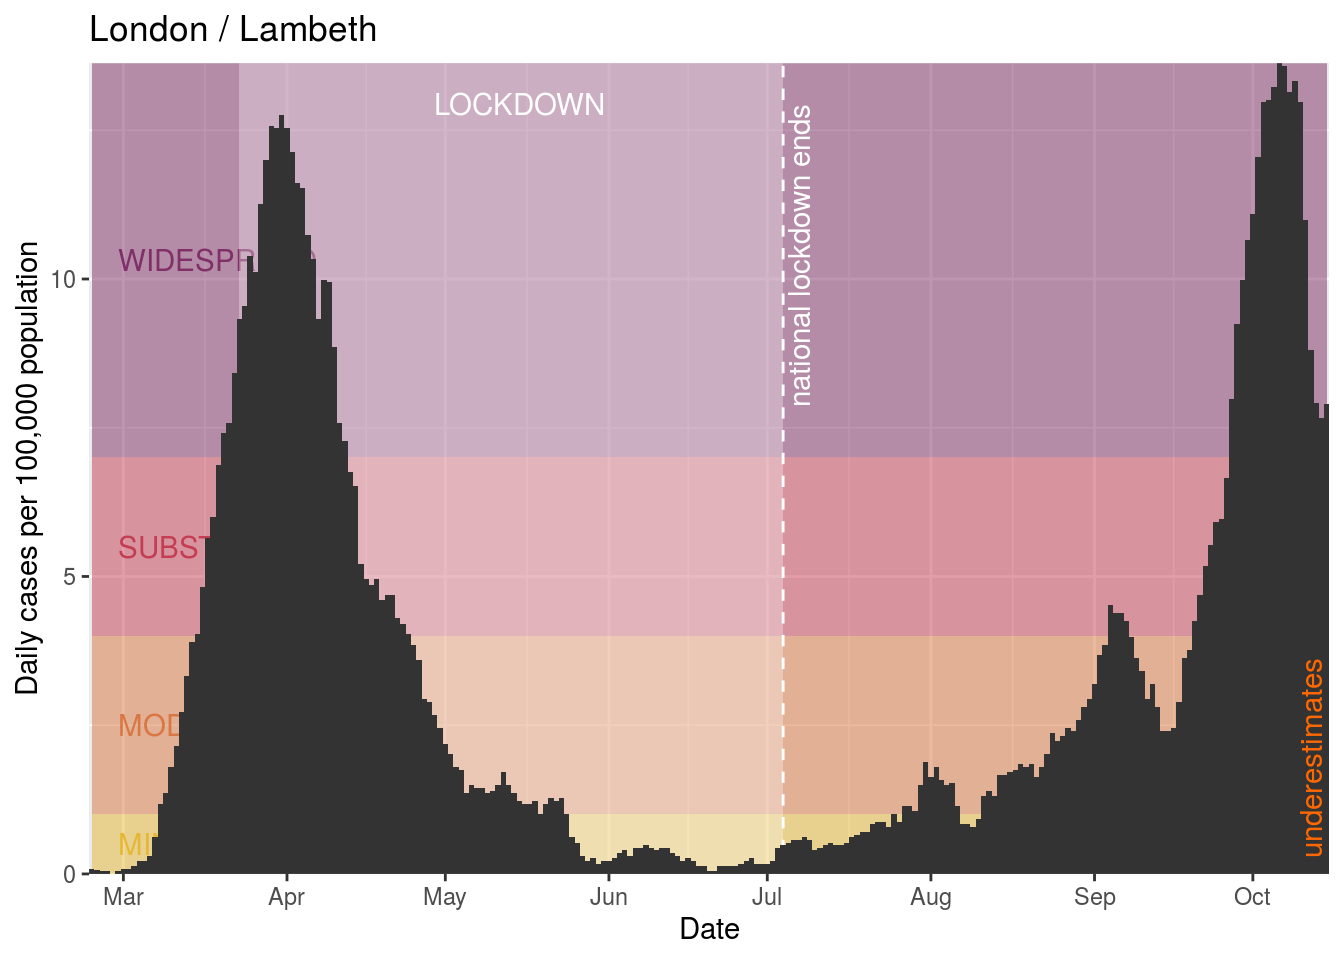 London / Lambeth
LOCKDOWN
national lockdown ends
WIDESPR
SUBST
MOD
MI
underestimates
Daily cases per 100,000 population
10
5
0
Mar Apr May Jun Jul Aug Sep Oct
Date